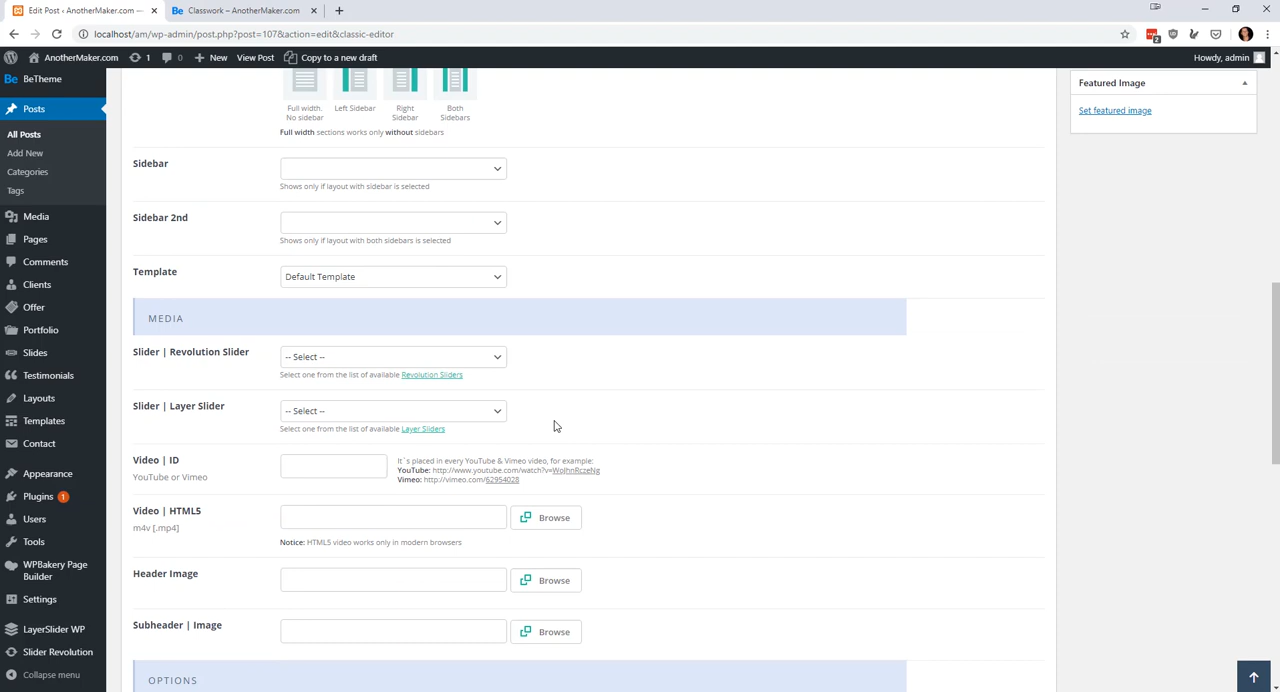 Edit Post ‹ AnotherMaker.com —
Classwork – AnotherMaker.com
localhost/am/wp-admin/post.php?post=107&action=edit&classic-editor
AnotherMaker.com
1
0
New
View Post
Copy to a new draft
Howdy, admin
BeTheme
Posts
All Posts
Add New
Categories
Tags
Media
Pages
Comments
Clients
Offer
Portfolio
Slides
Testimonials
Layouts
Templates
Contact
Appearance
Plugins 1
Users
Tools
WPBakery Page
Builder
Settings
LayerSlider WP
Slider Revolution
Collapse menu
Full width.
No sidebar
Left Sidebar
Right
Sidebar
Both
Sidebars
Full width sections works only without sidebars
Sidebar
Shows only if layout with sidebar is selected
Sidebar 2nd
Shows only if layout with both sidebars is selected
Template
Default Template
MEDIA
Slider | Revolution Slider
-- Select --
Select one from the list of available Revolution Sliders
Slider | Layer Slider
-- Select --
Select one from the list of available Layer Sliders
Video | ID
YouTube or Vimeo
It`s placed in every YouTube & Vimeo video, for example:
YouTube: http://www.youtube.com/watch?v=WoJhnRczeNg
Vimeo: http://vimeo.com/62954028
Video | HTML5
m4v [.mp4]
Browse
Notice: HTML5 video works only in modern browsers
Header Image
Browse
Subheader | Image
Browse
OPTIONS
Featured Image
Set featured image